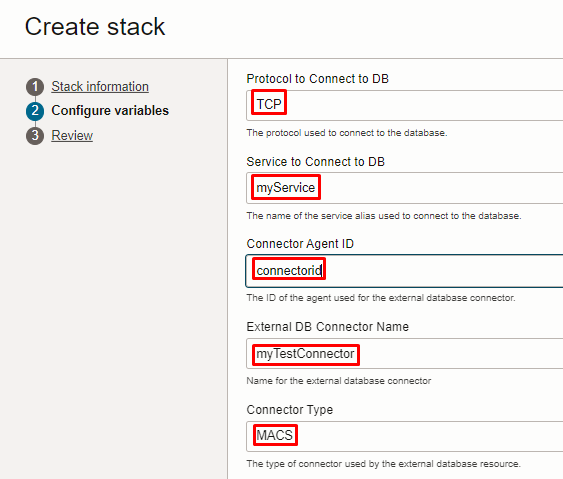 Create stack
1 Stack information
2 Configure variables
3 Review
Protocol to Connect to DB
TCP
The protocol used to connect to the database.
Service to Connect to DB
myService
The name of the service alias used to connect to the database.
Connector Agent ID
connectorid
The ID of the agent used for the external database connector.
External DB Connector Name
myTestConnector
Name for the external database connector
Connector Type
MACS
The type of connector used by the external database resource.